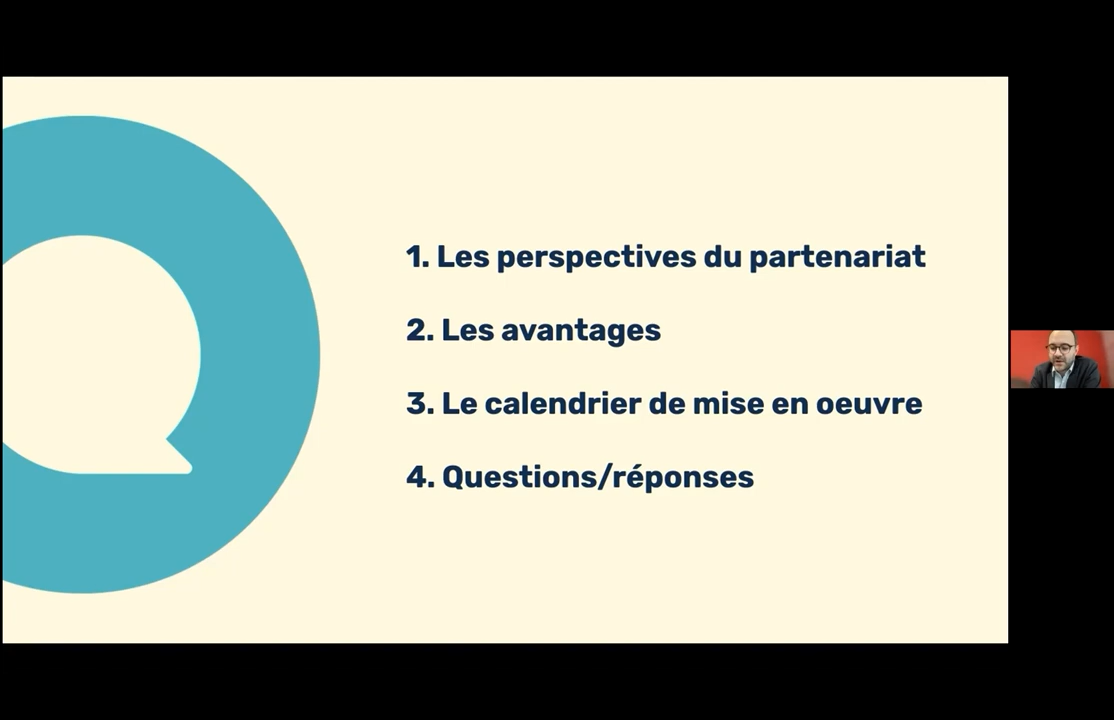 1. Les perspectives du partenariat
2. Les avantages
3. Le calendrier de mise en oeuvre
4. Questions/réponses